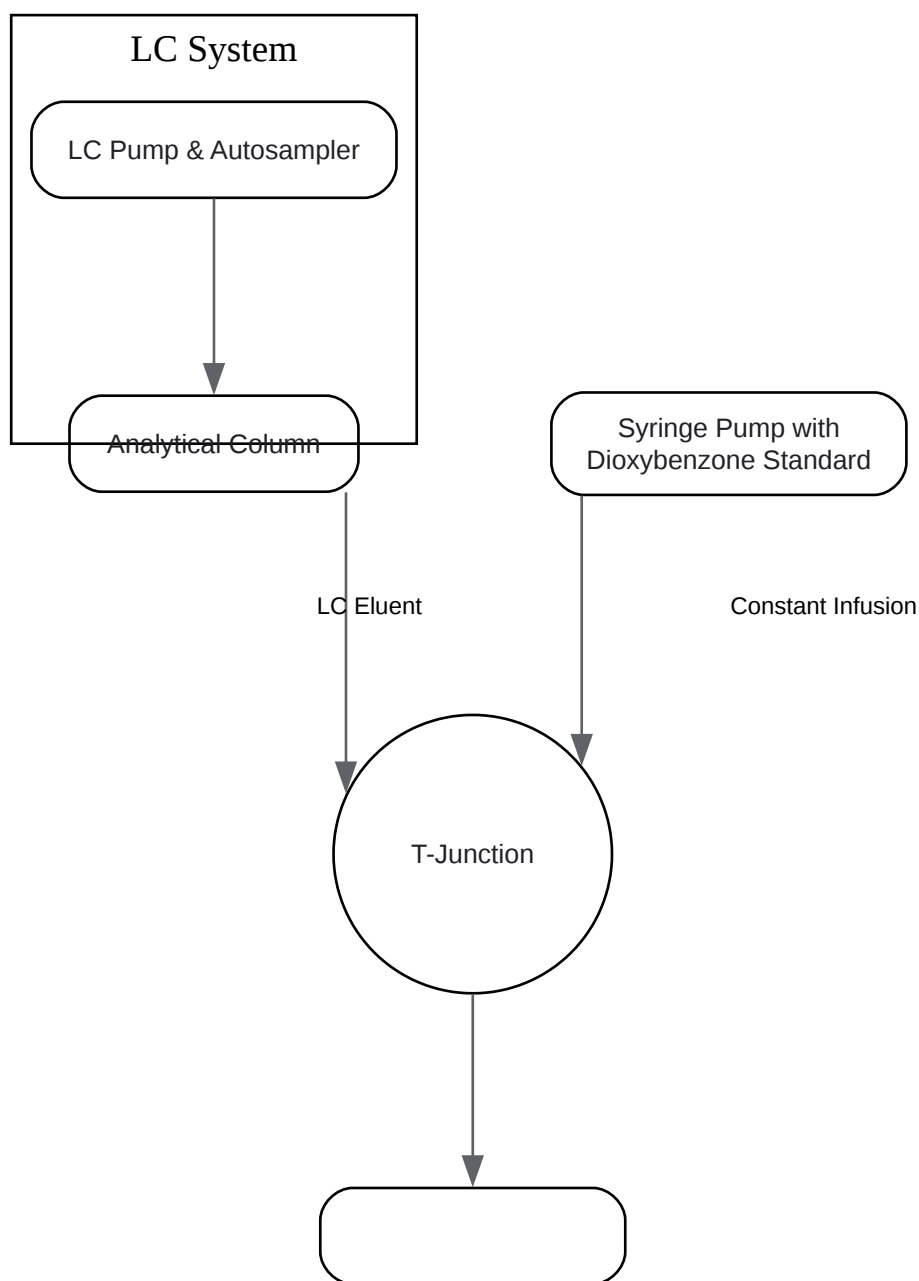 LC System
LC Pump & Autosampler
Analytical Column
Syringe Pump with
Dioxybenzone Standard
LC Eluent
Constant Infusion
T-Junction